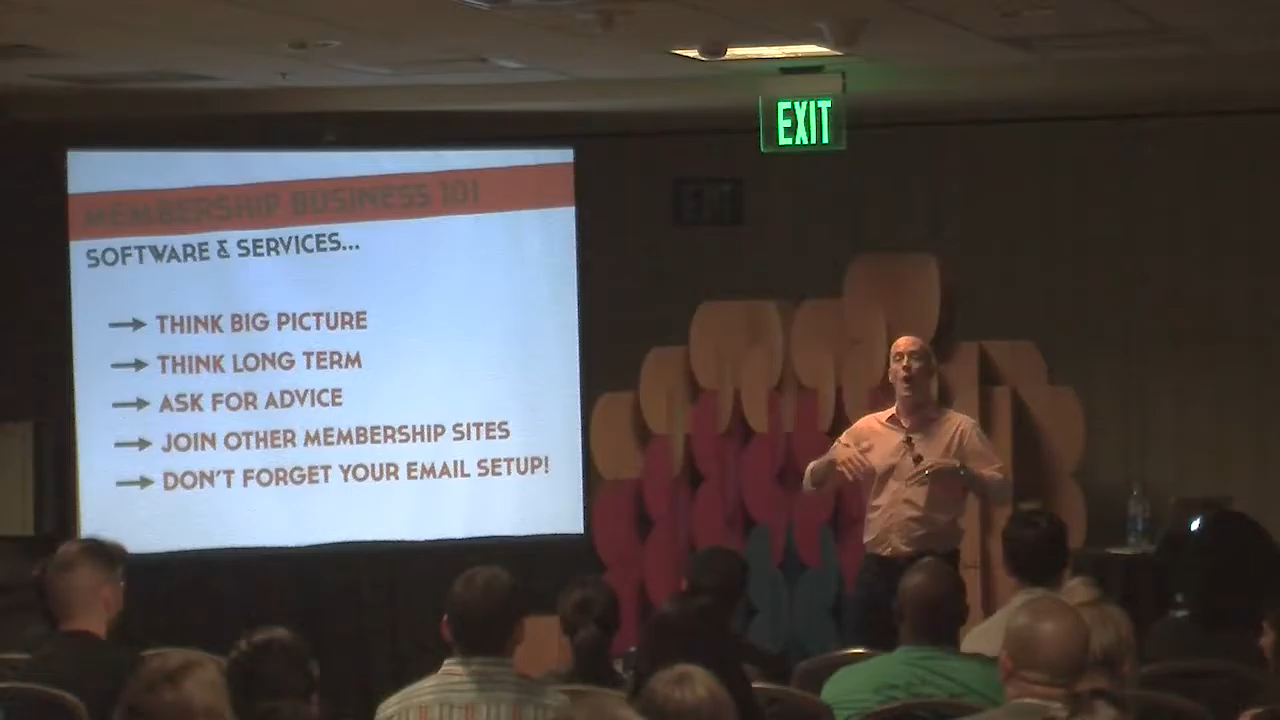 EXIT
MEMBERSHIP BUSINESS 101
SOFTWARE & SERVICES...
→ THINK BIG PICTURE
→ THINK LONG TERM
→ ASK FOR ADVICE
→ JOIN OTHER MEMBERSHIP SITES
→ DON'T FORGET YOUR EMAIL SETUP!